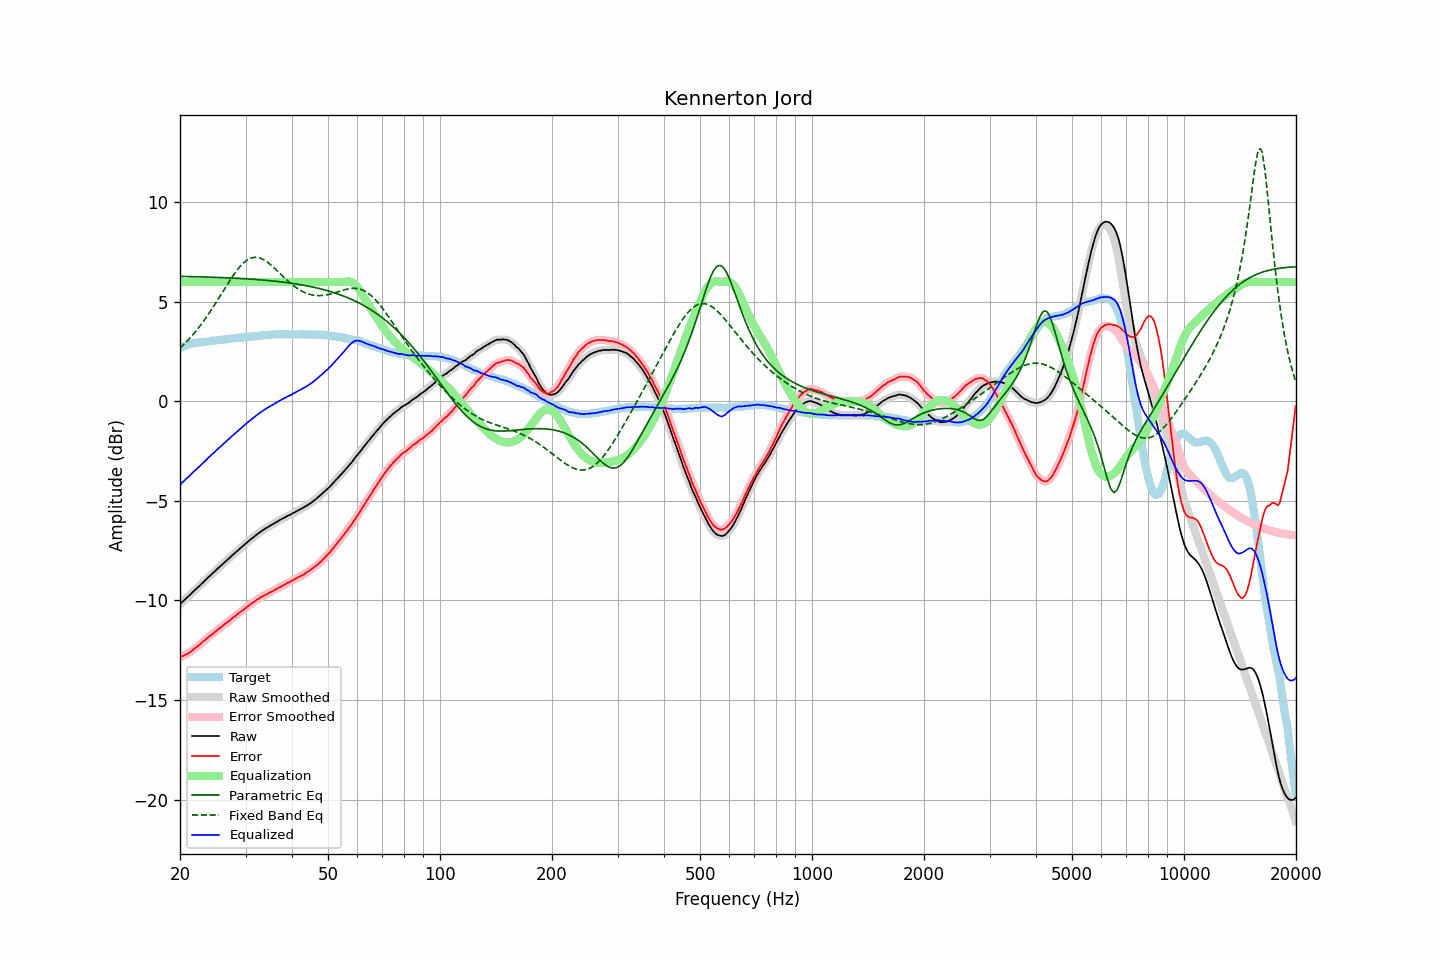 Kennerton Jord
Amplitude (dBr)
10
5
0
−5
−10
−15
−20
Target
Raw Smoothed
Error Smoothed
Raw
Error
Equalization
Parametric Eq
Fixed Band Eq
Equalized
20 50 100 200 500 1000 2000 5000 10000 20000
Frequency (Hz)